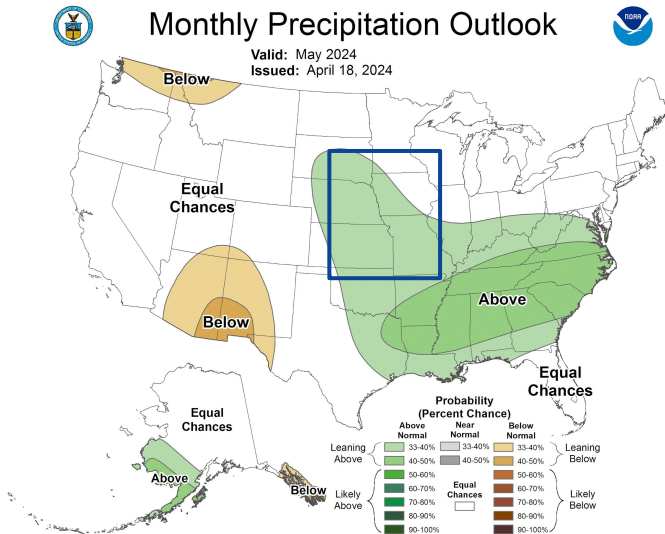 Monthly Precipitation Outlook
NOAA
Valid: May 2024
Issued: April 18, 2024
Below
Equal
Chances
Below
Above
Equal
Chances
Equal
Chances
Above
Below
Probability
(Percent Chance)
Above Normal
Near Normal
Below Normal
Leaning Above
33-40%
33-40%
33-40%
Leaning Below
40-50%
40-50%
40-50%
Likely Above
50-60%
Equal Chances
50-60%
Likely Below
60-70%
60-70%
70-80%
70-80%
80-90%
80-90%
90-100%
90-100%